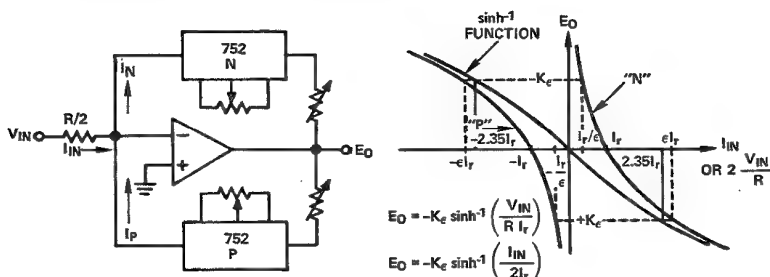 752
N
I_N
R/2
V_IN
I_IN
−
+
E_O
I_P
752
P
E_O
sinh⁻¹
FUNCTION
−K_ϵ
"N"
"P"
−2.35I_r
I_r/ϵ
I_r
ϵI_r
I_IN
−ϵI_r
−I_r
I_r
ϵ
2.35I_r
OR 2 V_IN
R
+K_ϵ
E_O = −K_ϵ sinh⁻¹ (V_IN / R I_r)
E_O = −K_ϵ sinh⁻¹ (I_IN / 2I_r)